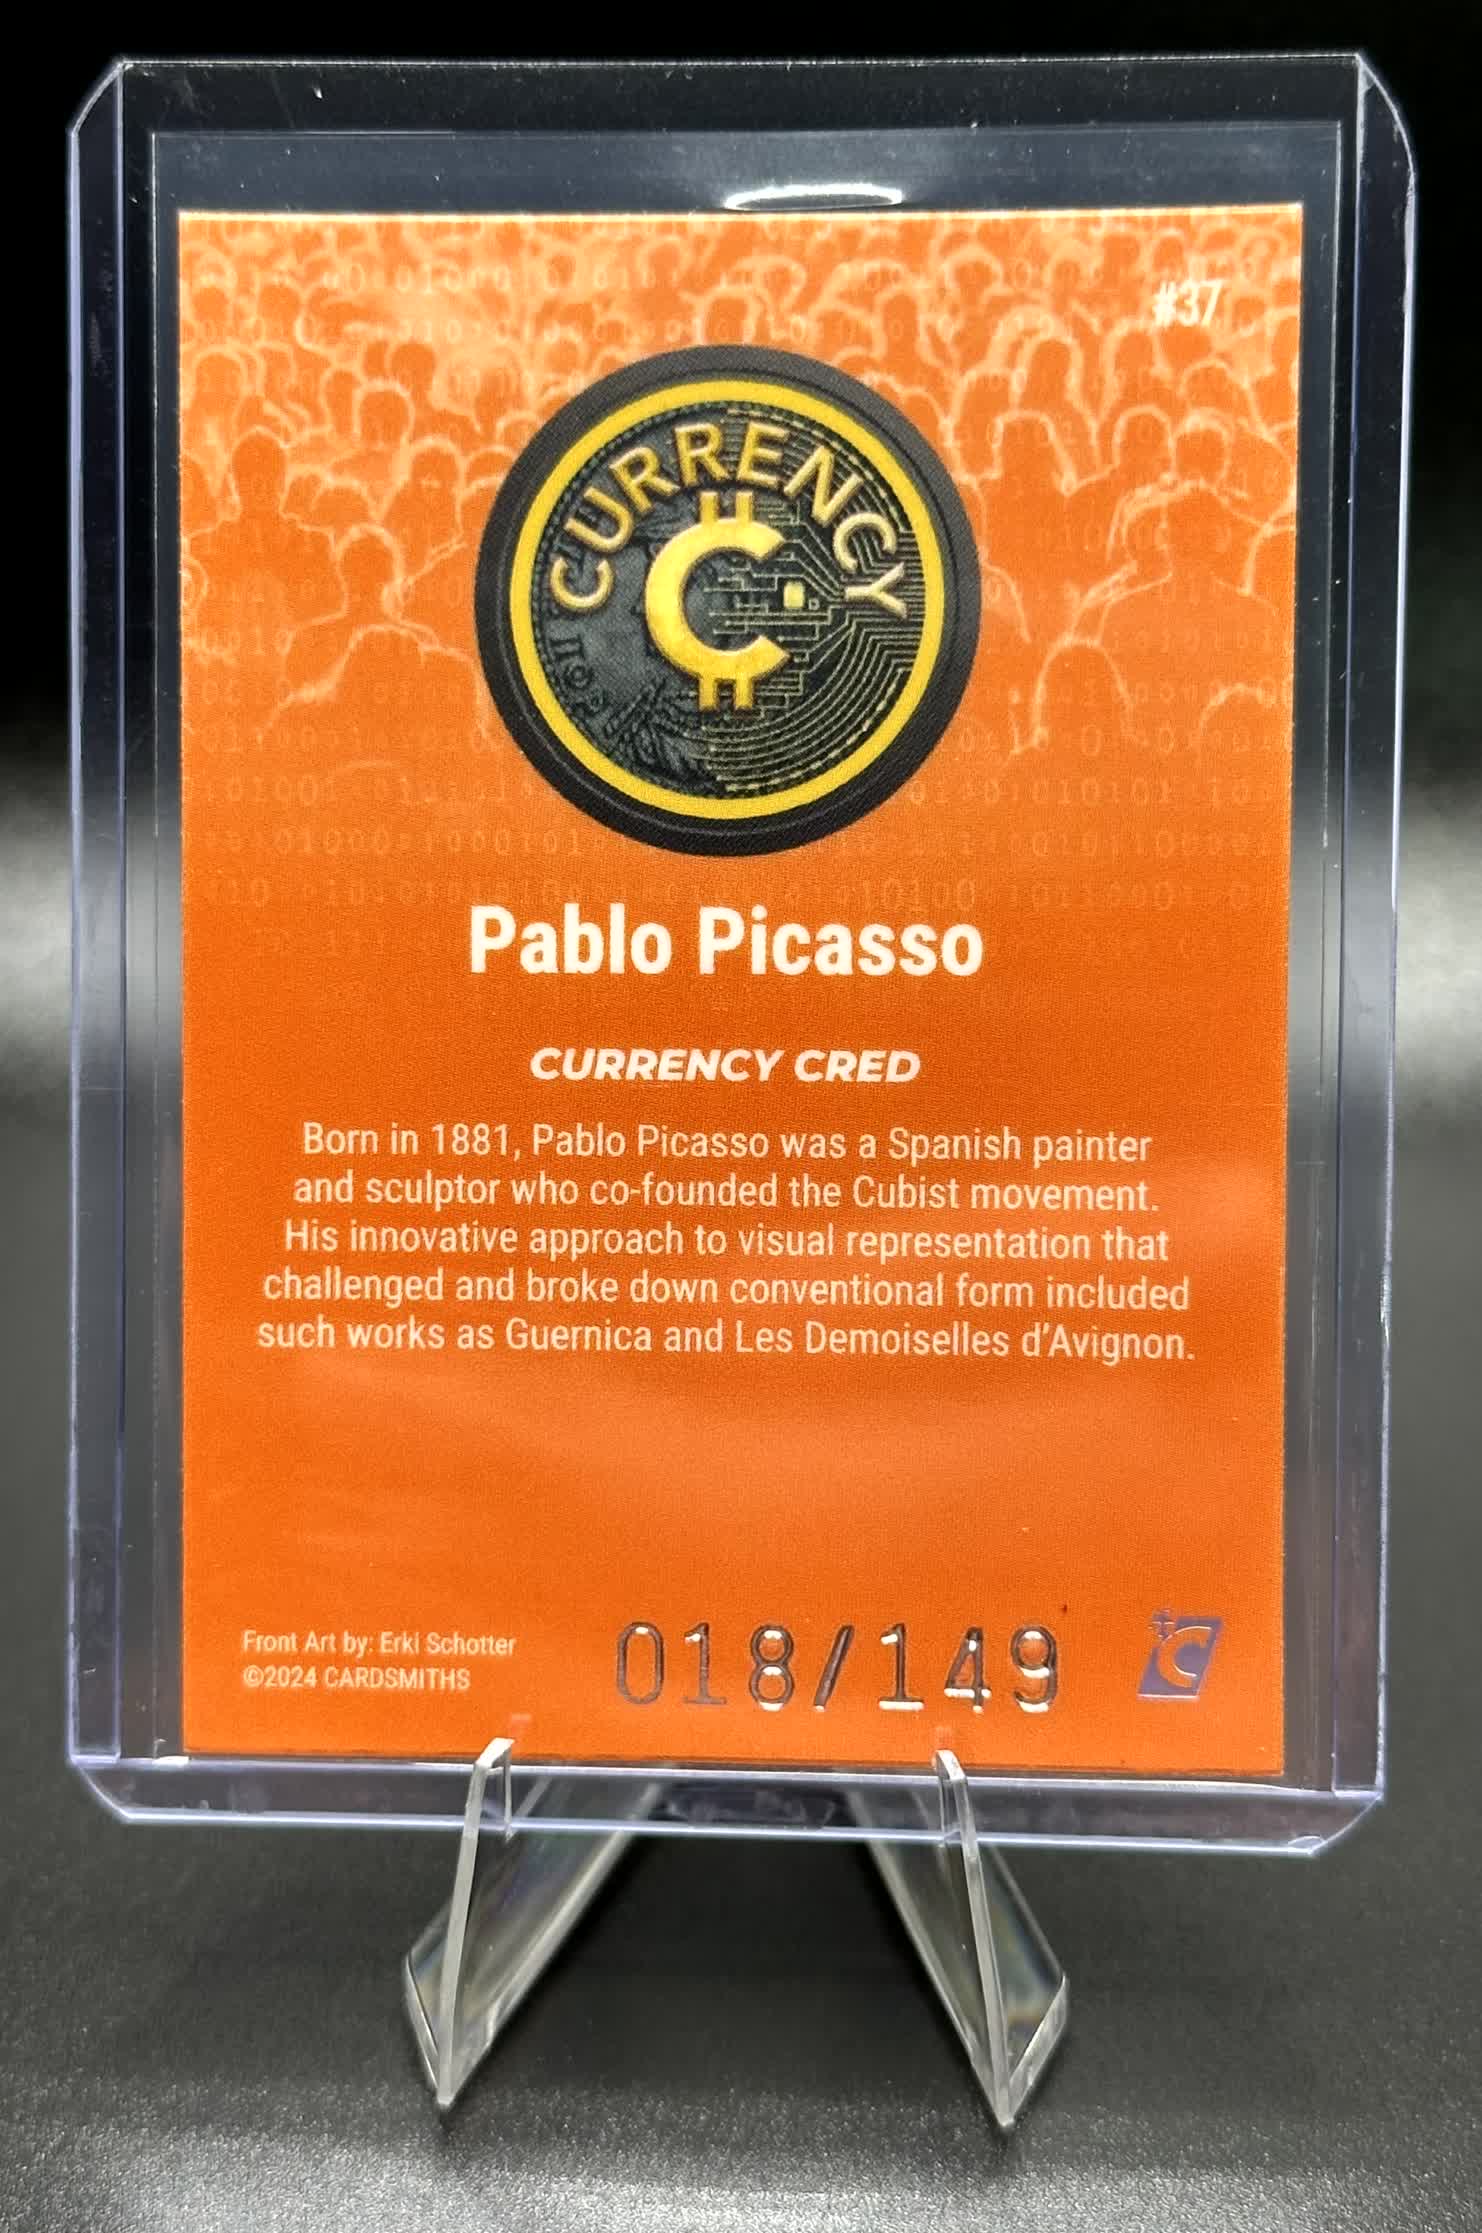 #37
CURRENCY
Pablo Picasso
CURRENCY CRED
Born in 1881, Pablo Picasso was a Spanish painter
and sculptor who co-founded the Cubist movement.
His innovative approach to visual representation that
challenged and broke down conventional form included
such works as Guernica and Les Demoiselles d’Avignon.
Front Art by: Erki Schotter
©2024 CARDSMITHS
018/149